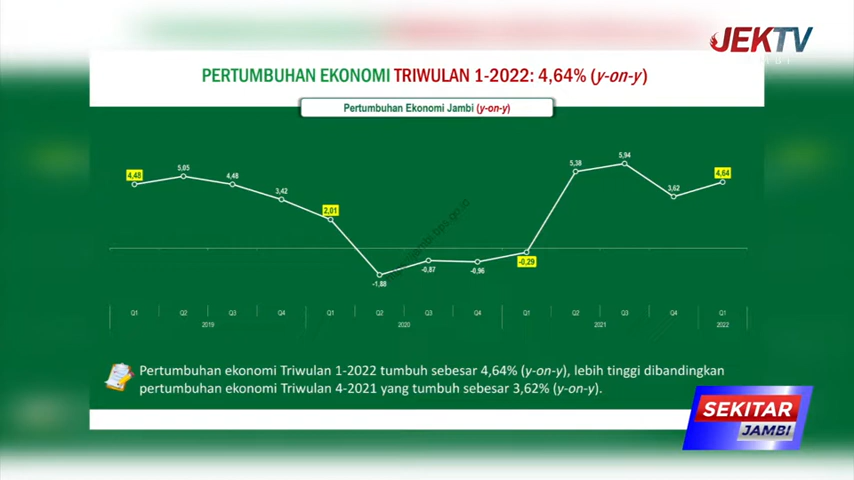 JEKTV
PERTUMBUHAN EKONOMI TRIWULAN 1-2022: 4,64% (y-on-y)
Pertumbuhan Ekonomi Jambi (y-on-y)
4,48 5,05 4,48 3,42 2,01 -1,88 -0,87 -0,96 -0,29 5,38 5,94 3,62 4,64
Q1 Q2 Q3 Q4 Q1 Q2 Q3 Q4 Q1 Q2 Q3 Q4 Q1
2019 2020 2021 2022
Pertumbuhan ekonomi Triwulan 1-2022 tumbuh sebesar 4,64% (y-on-y), lebih tinggi dibandingkan
pertumbuhan ekonomi Triwulan 4-2021 yang tumbuh sebesar 3,62% (y-on-y).
SEKITAR
JAMBI